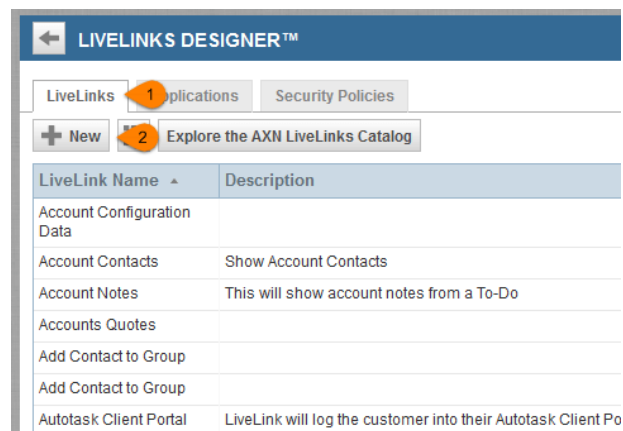 LIVELINKS DESIGNER™
LiveLinks 1 Security Policies
New 2 Explore the AXN LiveLinks Catalog
LiveLink Name Description
Account Configuration
Data
Account Contacts Show Account Contacts
Account Notes This will show account notes from a To-Do
Accounts Quotes
Add Contact to Group
Add Contact to Group
Autotask Client Portal LiveLink will log the customer into their Autotask Client Po